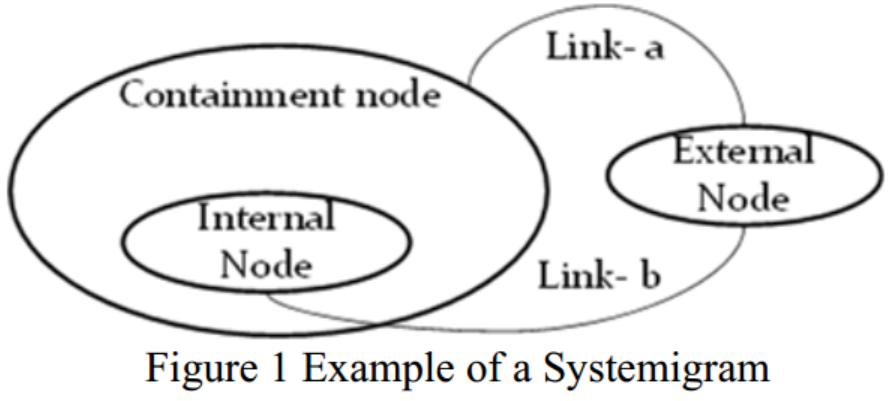 Link- a
Containment node
External
Node
Internal
Node
Link- b
Figure 1 Example of a Systemigram